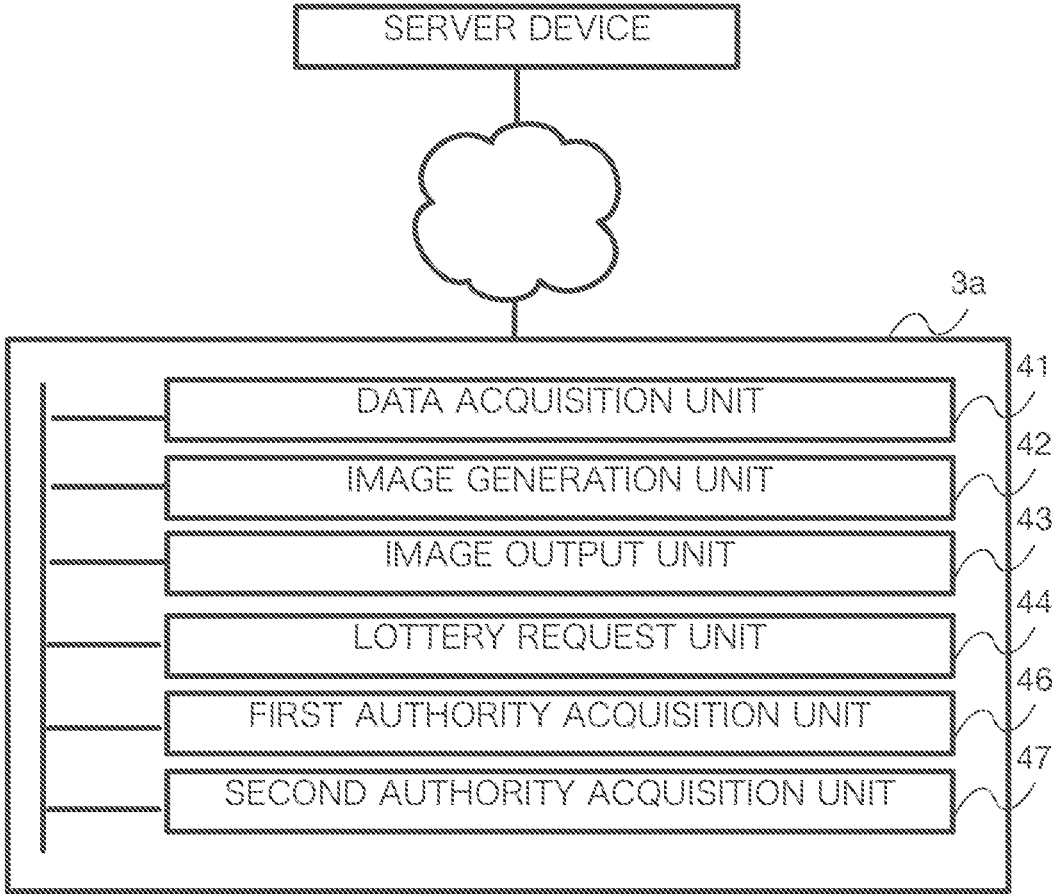 SERVER DEVICE
3a
DATA ACQUISITION UNIT
41
IMAGE GENERATION UNIT
42
IMAGE OUTPUT UNIT
43
LOTTERY REQUEST UNIT
44
FIRST AUTHORITY ACQUISITION UNIT
46
SECOND AUTHORITY ACQUISITION UNIT
47